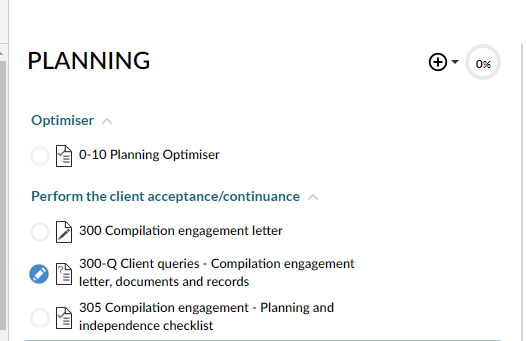 PLANNING
0%
Optimiser
0-10 Planning Optimiser
Perform the client acceptance/continuance
300 Compilation engagement letter
300-Q Client queries - Compilation engagement
letter, documents and records
305 Compilation engagement - Planning and
independence checklist